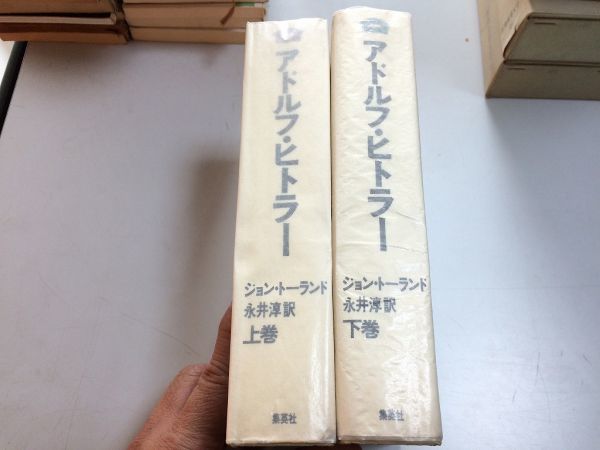 アドルフ・ヒトラー
ジョン・トーランド
永井淳訳
上巻
集英社
アドルフ・ヒトラー
ジョン・トーランド
永井淳訳
下巻
集英社